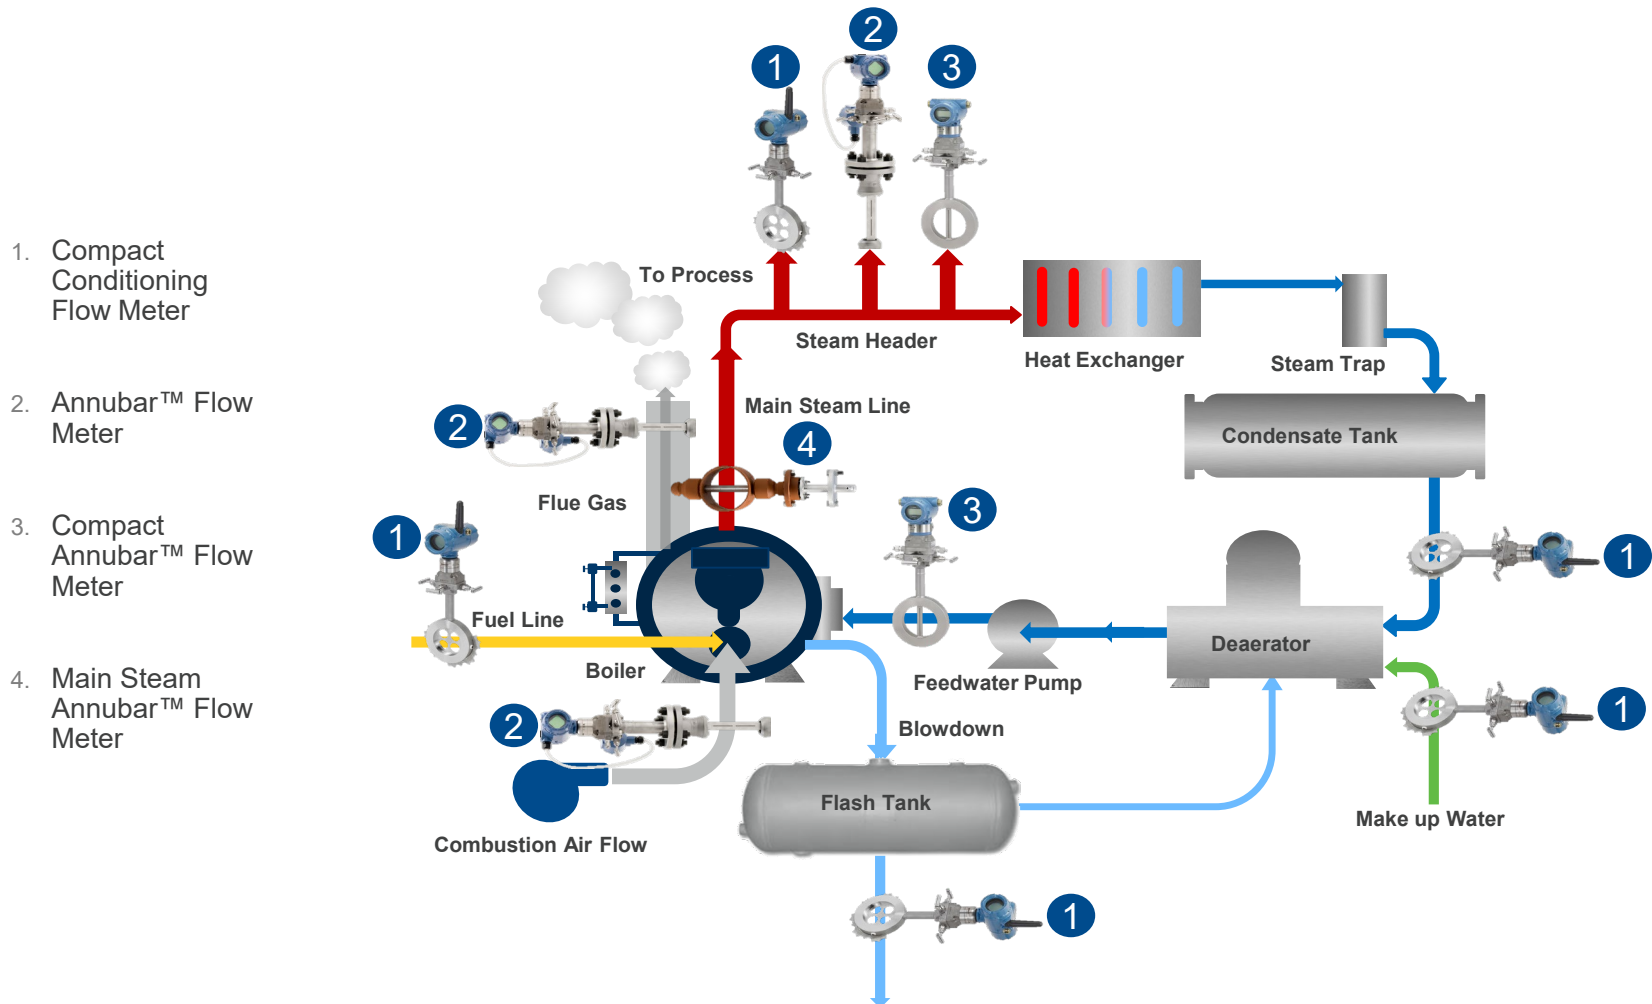 1. Compact
Conditioning
Flow Meter
2. Annubar™ Flow
Meter
3. Compact
Annubar™ Flow
Meter
4. Main Steam
Annubar™ Flow
Meter
2
1
3
To Process
Steam Header
Heat Exchanger
Steam Trap
Main Steam Line
2
4
Condensate Tank
Flue Gas
1
3
1
Fuel Line
Deaerator
Boiler
Feedwater Pump
2
1
Blowdown
Flash Tank
Make up Water
Combustion Air Flow
1